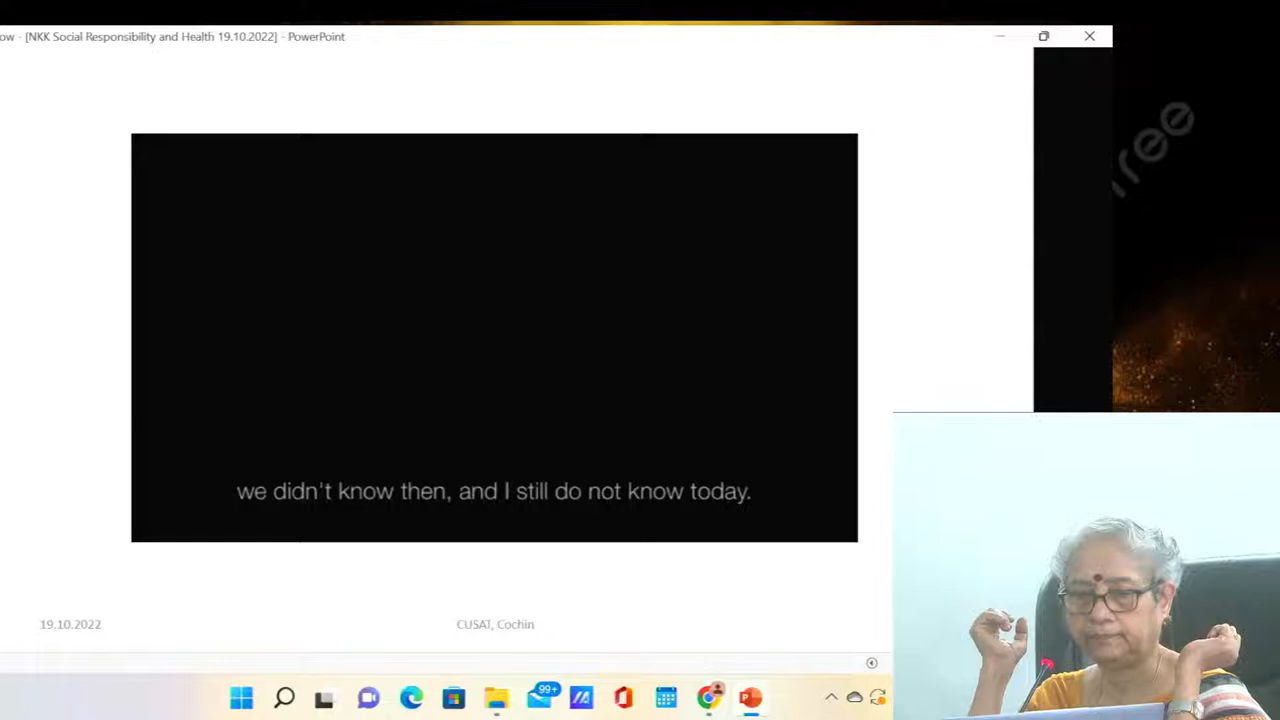 ow - [NKK Social Responsibility and Health 19.10.2022] - PowerPoint
ree
we didn't know then, and I still do not know today.
19.10.2022
CUSAT, Cochin
99+